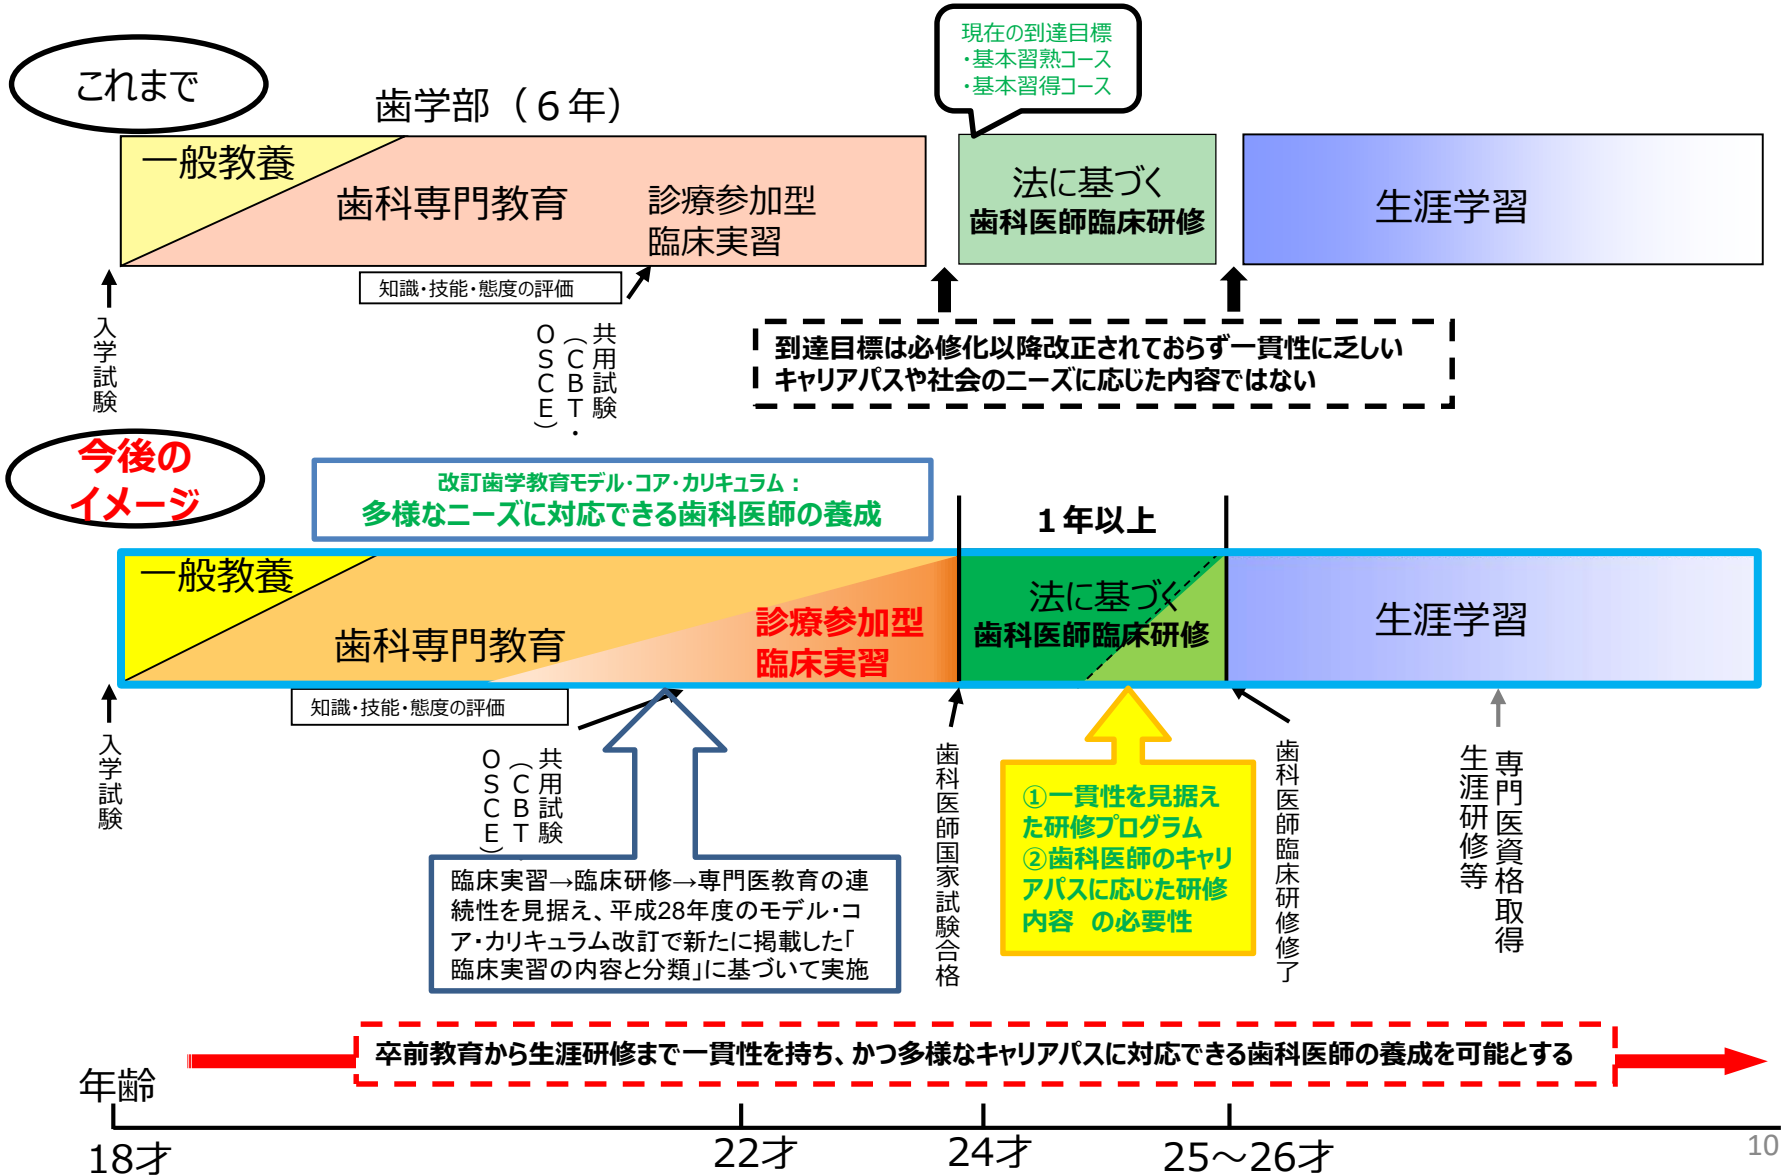 現在の到達目標
・基本習熟コース
・基本習得コース
これまで
歯学部（６年）
一般教養
歯科専門教育
診療参加型
臨床実習
法に基づく
歯科医師臨床研修
生涯学習
知識・技能・態度の評価
入学試験
共用試験
（ＣＢＴ・
ＯＳＣＥ）
到達目標は必修化以降改正されておらず一貫性に乏しい
キャリアパスや社会のニーズに応じた内容ではない
今後の
イメージ
改訂歯学教育モデル・コア・カリキュラム：
多様なニーズに対応できる歯科医師の養成
１年以上
一般教養
歯科専門教育
診療参加型
臨床実習
法に基づく
歯科医師臨床研修
生涯学習
知識・技能・態度の評価
入学試験
共用試験
（ＣＢＴ・
ＯＳＣＥ）
歯科医師国家試験合格
歯科医師臨床研修修了
専門医資格取得
生涯研修等
臨床実習→臨床研修→専門医教育の連
続性を見据え、平成28年度のモデル・コ
ア・カリキュラム改訂で新たに掲載した「
臨床実習の内容と分類」に基づいて実施
①一貫性を見据え
た研修プログラム
②歯科医師のキャリ
アパスに応じた研修
内容　の必要性
卒前教育から生涯研修まで一貫性を持ち、かつ多様なキャリアパスに対応できる歯科医師の養成を可能とする
年齢
18才
22才
24才
25～26才
10